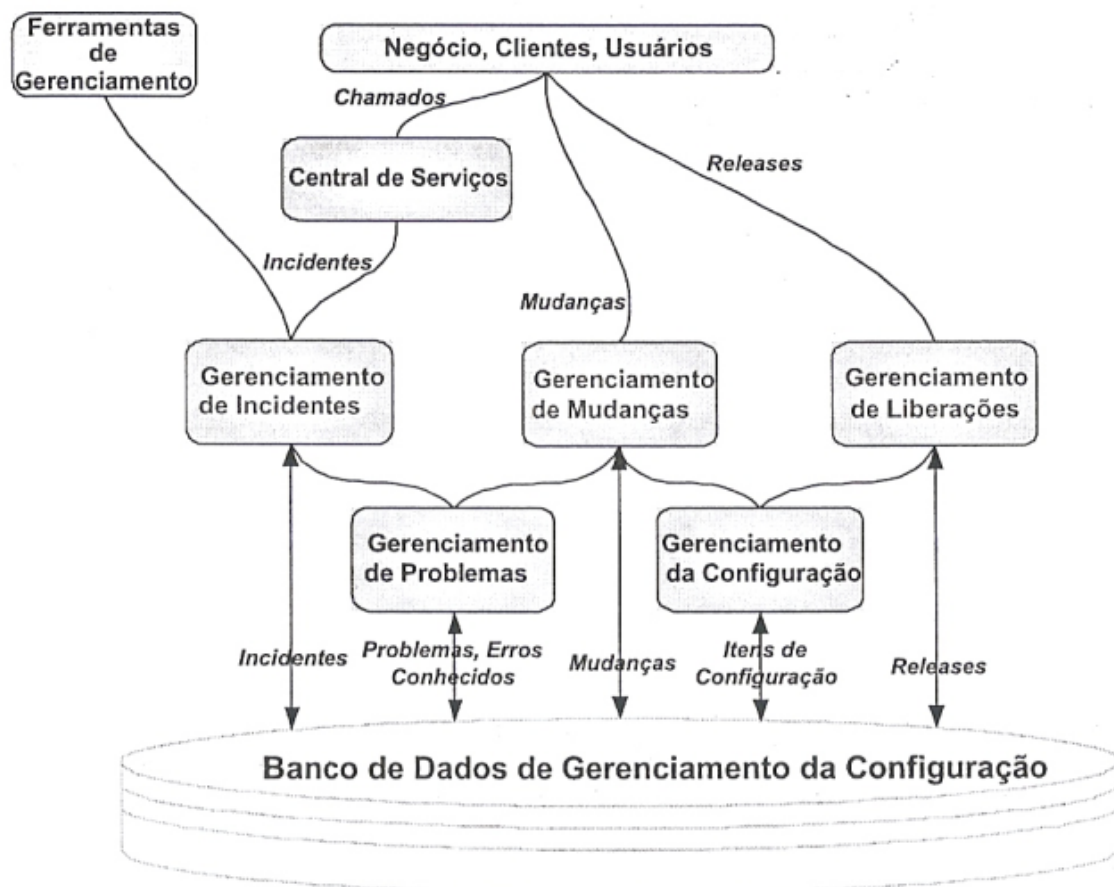 Ferramentas
de
Gerenciamento
Negócio, Clientes, Usuários
Chamados
Central de Serviços
Releases
Incidentes
Mudanças
Gerenciamento
de Incidentes
Gerenciamento
de Mudanças
Gerenciamento
de Liberações
Gerenciamento
de Problemas
Gerenciamento
da Configuração
Incidentes
Problemas, Erros
Conhecidos
Mudanças
Itens de
Configuração
Releases
Banco de Dados de Gerenciamento da Configuração